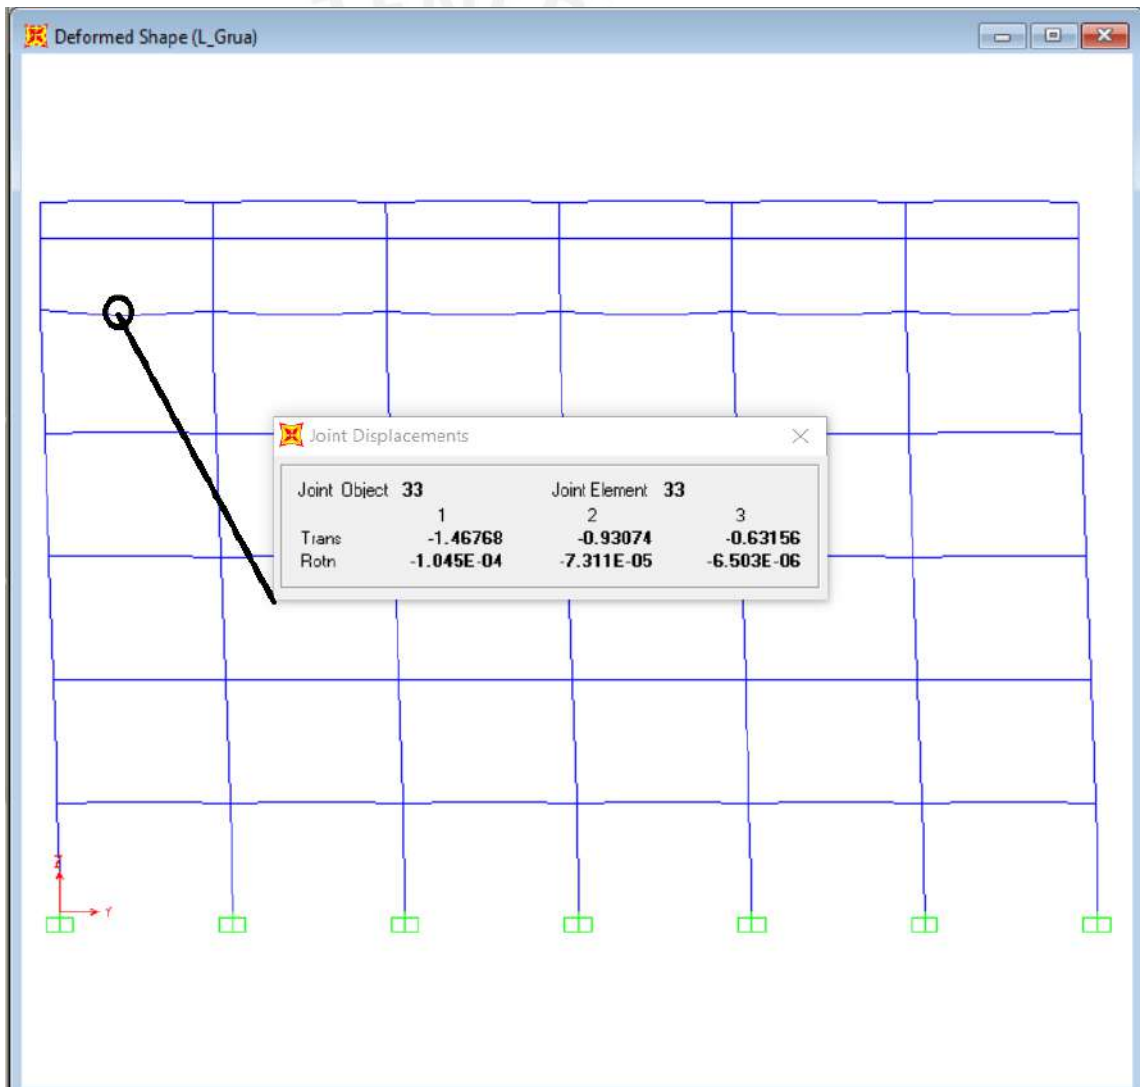 Deformed Shape (L_Grua)
Joint Displacements
Joint Object 33 Joint Element 33
1 2 3
Trans -1.46768 -0.93074 -0.63156
Rotn -1.045E-04 -7.311E-05 -6.503E-06
Z
Y